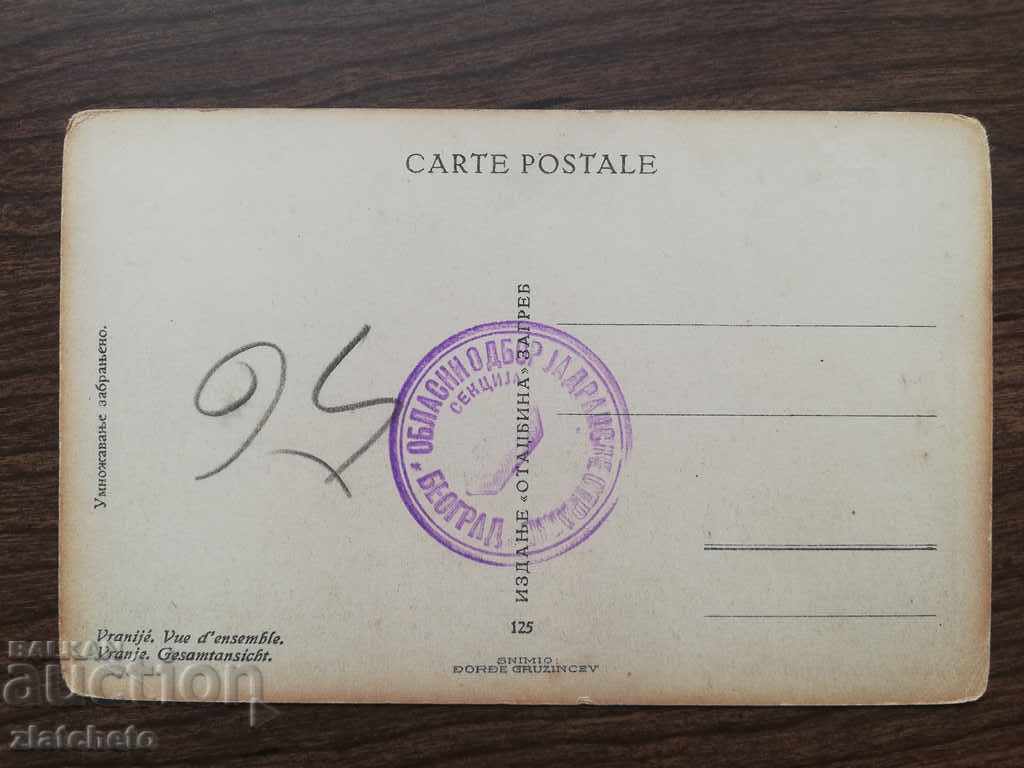 CARTE POSTALE
Умножавање забрањено.
94
ОБЛАСНИ ОДБОР ЈАДРАНСКЕ СТРАЖЕ
СЕКЦИЈА
* БЕОГРАД
ИЗДАЊЕ «ОТАЏБИНА» ЗАГРЕБ
125
Vranijé. Vue d'ensemble.
Vranje. Gesamtansicht.
SNIMIO
ĐORĐE GRUZINCEV
BALKAN
auction
zlatcheto